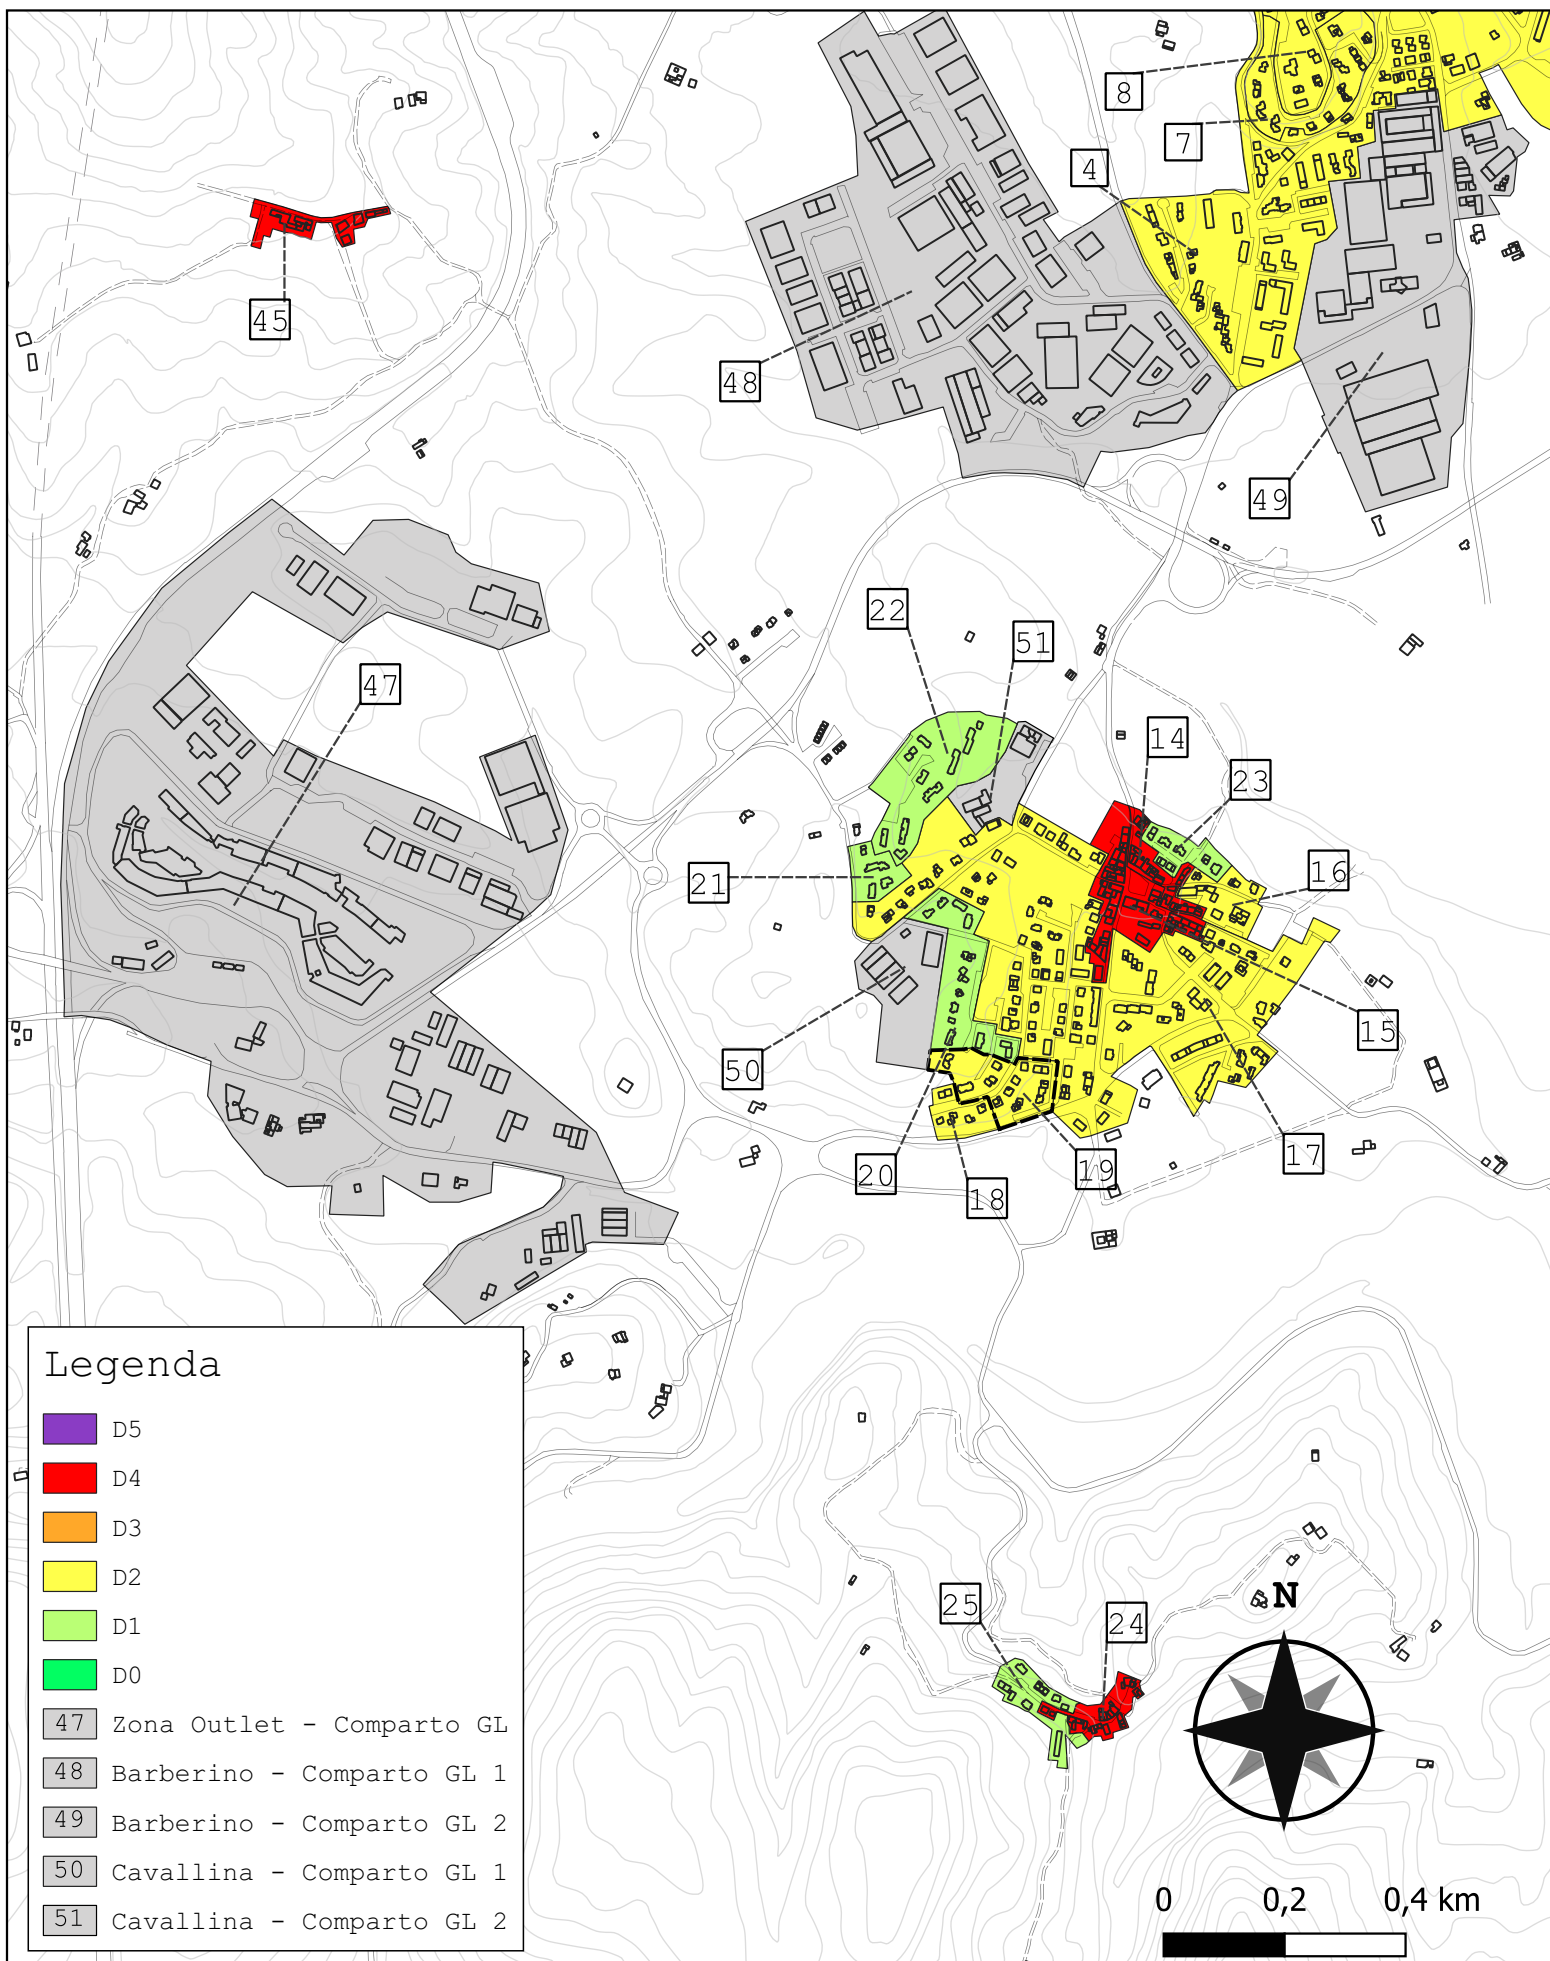 8
7
4
45
48
49
22
51
47
14
23
21
16
15
50
20
18
19
17
Legenda
D5
D4
D3
D2
D1
D0
47 Zona Outlet - Comparto GL
48 Barberino - Comparto GL 1
49 Barberino - Comparto GL 2
50 Cavallina - Comparto GL 1
51 Cavallina - Comparto GL 2
25
24
N
0 0,2 0,4 km